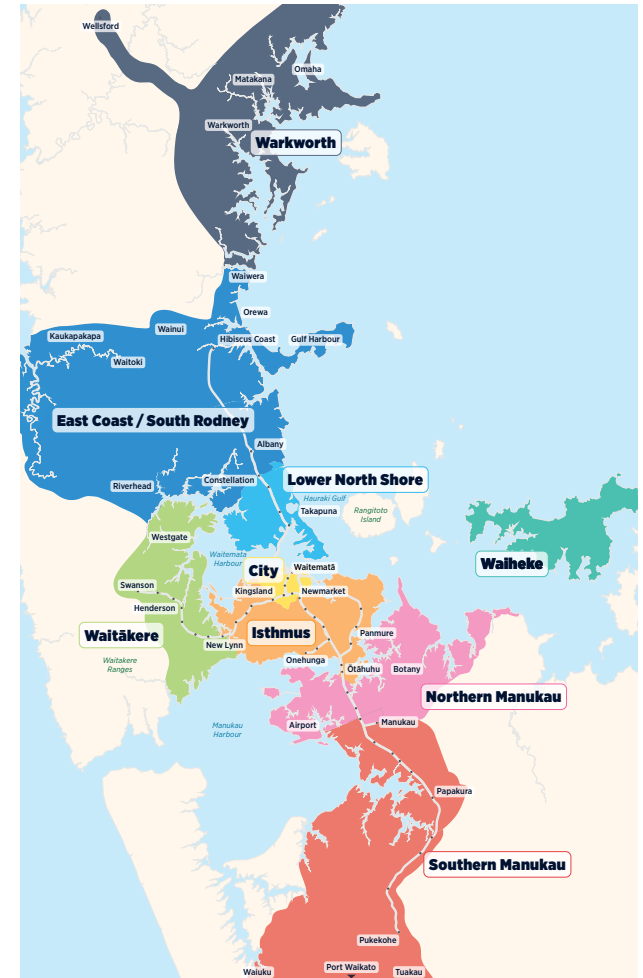 Wellsford
Omaha
Matakana
Warkworth
Warkworth
Waiwera
Orewa
Wainui
Kaukapakapa
Hibiscus Coast
Gulf Harbour
Waitoki
East Coast / South Rodney
Albany
Constellation
Lower North Shore
Riverhead
Hauraki Gulf
Takapuna
Rangitoto
Island
Westgate
Waitemata
Harbour
Waitematā
City
Waiheke
Swanson
Kingsland
Newmarket
Henderson
Waitākere
Isthmus
Panmure
New Lynn
Onehunga
Waitakere
Ranges
Ōtāhuhu
Botany
Northern Manukau
Manukau
Airport
Manukau
Harbour
Papakura
Southern Manukau
Pukekohe
Waiuku
Port Waikato
Tuakau